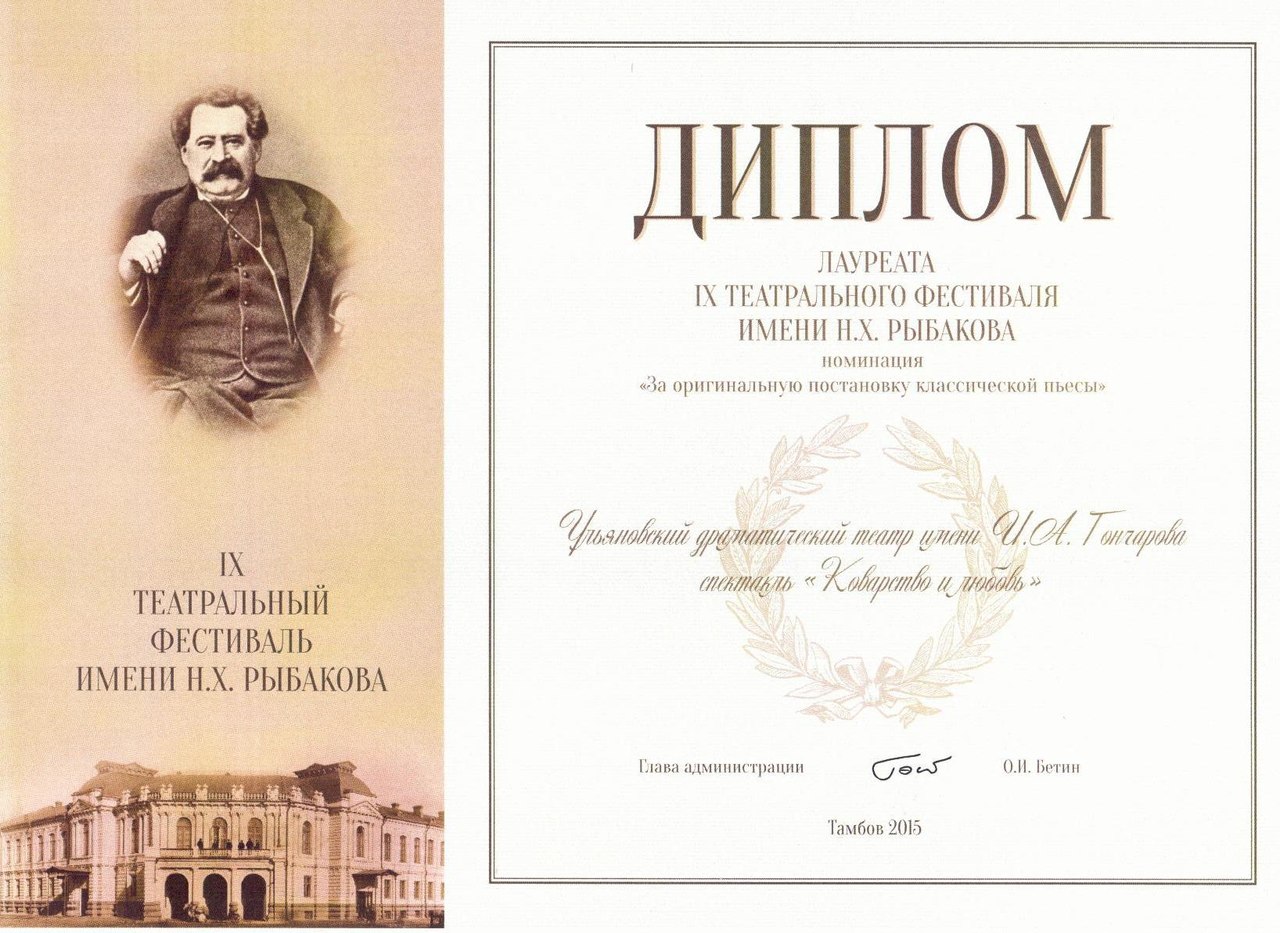 IX
ТЕАТРАЛЬНЫЙ
ФЕСТИВАЛЬ
ИМЕНИ Н.Х. РЫБАКОВА
ДИПЛОМ
ЛАУРЕАТА
IX ТЕАТРАЛЬНОГО ФЕСТИВАЛЯ
ИМЕНИ Н.Х. РЫБАКОВА
номинация
«За оригинальную постановку классической пьесы»
Ульяновский драматический театр имени И.А. Гончарова
спектакль «Коварство и любовь»
Глава администрации О.И. Бетин
Тамбов 2015